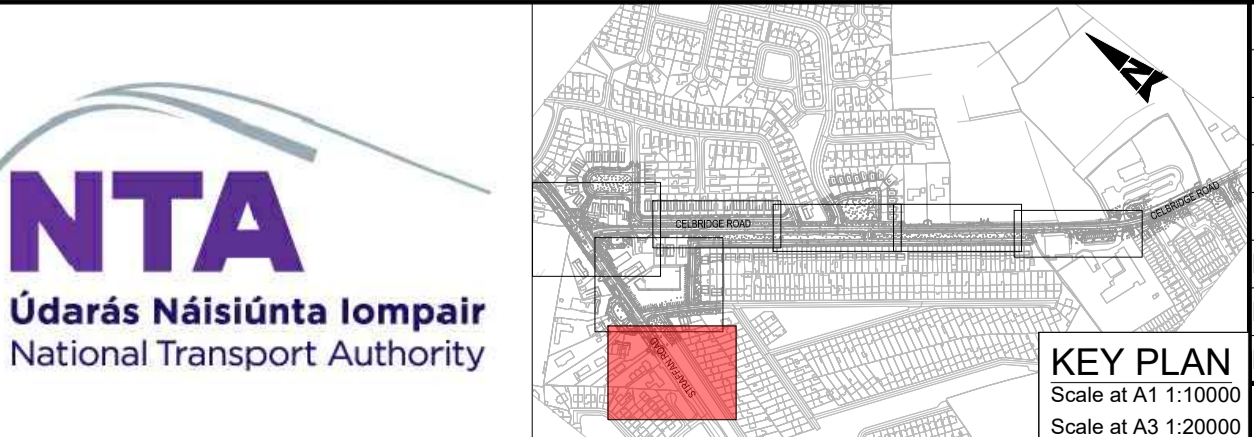 NTA
Údarás Náisiúnta Iompair
National Transport Authority
N
CELBRIDGE ROAD
CELBRIDGE ROAD
STRAFFAN ROAD
KEY PLAN
Scale at A1 1:10000
Scale at A3 1:20000